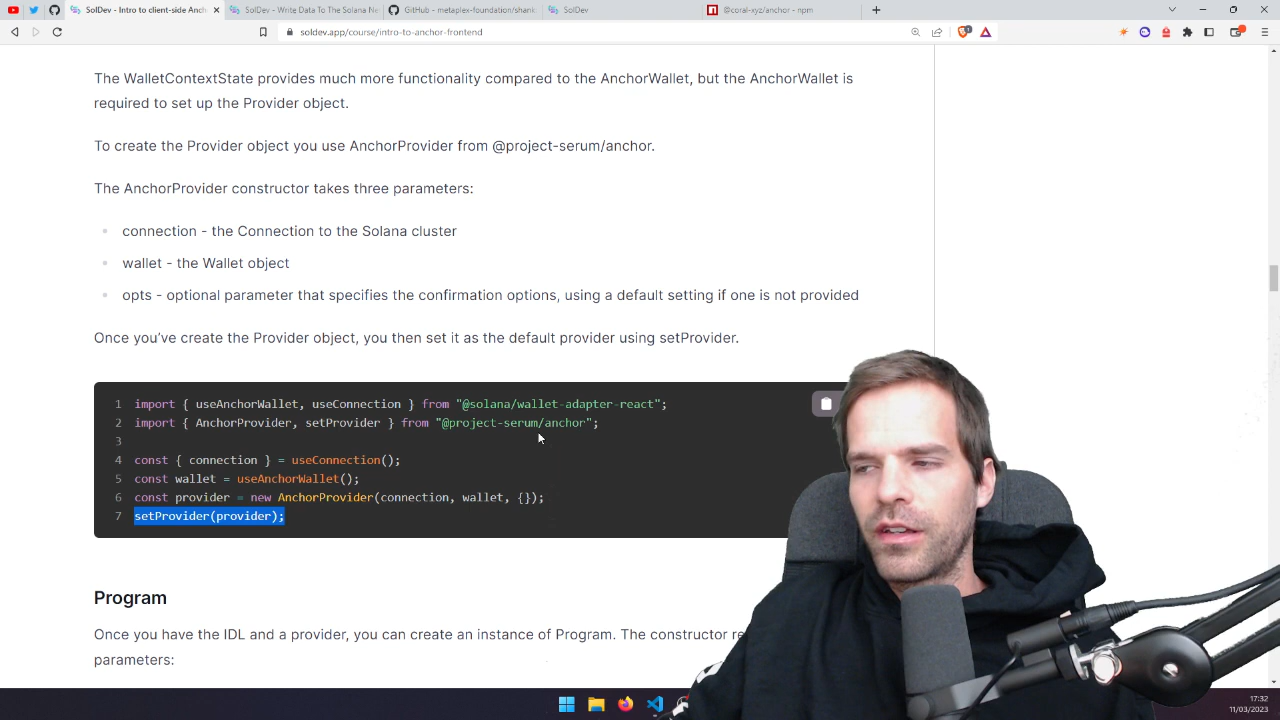 SolDev - Intro to client-side Anch
SolDev - Write Data To The Solana Ne
GitHub - metaplex-foundation/shank
SolDev
@coral-xyz/anchor - npm
soldev.app/course/intro-to-anchor-frontend
The WalletContextState provides much more functionality compared to the AnchorWallet, but the AnchorWallet is
required to set up the Provider object.
To create the Provider object you use AnchorProvider from @project-serum/anchor.
The AnchorProvider constructor takes three parameters:
connection - the Connection to the Solana cluster
wallet - the Wallet object
opts - optional parameter that specifies the confirmation options, using a default setting if one is not provided
Once you've create the Provider object, you then set it as the default provider using setProvider.
1 import { useAnchorWallet, useConnection } from "@solana/wallet-adapter-react";
2 import { AnchorProvider, setProvider } from "@project-serum/anchor";
3
4 const { connection } = useConnection();
5 const wallet = useAnchorWallet();
6 const provider = new AnchorProvider(connection, wallet, {});
7 setProvider(provider);
Program
Once you have the IDL and a provider, you can create an instance of Program. The constructor re
parameters:
17:32
11/03/2023